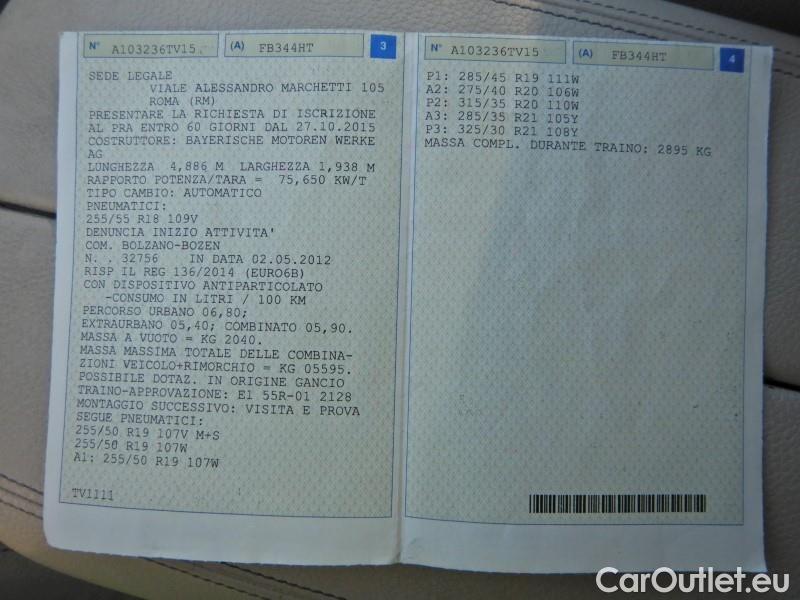 N° A103236TV15
(A) FB344HT
3
SEDE LEGALE
VIALE ALESSANDRO MARCHETTI 105
ROMA (RM)
PRESENTARE LA RICHIESTA DI ISCRIZIONE
AL PRA ENTRO 60 GIORNI DAL 27.10.2015
COSTRUTTORE: BAYERISCHE MOTOREN WERKE
AG
LUNGHEZZA 4,886 M LARGHEZZA 1,938 M
RAPPORTO POTENZA/TARA = 75,650 KW/T
TIPO CAMBIO: AUTOMATICO
PNEUMATICI:
255/55 R18 109V
DENUNCIA INIZIO ATTIVITA'
COM. BOLZANO-BOZEN
N. . 32756 IN DATA 02.05.2012
RISP IL REG 136/2014 (EURO6B)
CON DISPOSITIVO ANTIPARTICOLATO
-CONSUMO IN LITRI / 100 KM
PERCORSO URBANO 06,80;
EXTRAURBANO 05,40; COMBINATO 05,90.
MASSA A VUOTO = KG 2040.
MASSA MASSIMA TOTALE DELLE COMBINA-
ZIONI VEICOLO+RIMORCHIO = KG 05595.
POSSIBILE DOTAZ. IN ORIGINE GANCIO
TRAINO-APPROVAZIONE: E1 55R-01 2128
MONTAGGIO SUCCESSIVO: VISITA E PROVA
SEGUE PNEUMATICI:
255/50 R19 107V M+S
255/50 R19 107W
A1: 255/50 R19 107W
TV1111
N° A103236TV15
(A) FB344HT
4
P1: 285/45 R19 111W
A2: 275/40 R20 106W
P2: 315/35 R20 110W
A3: 285/35 R21 105Y
P3: 325/30 R21 108Y
MASSA COMPL. DURANTE TRAINO: 2895 KG
CarOutlet.eu